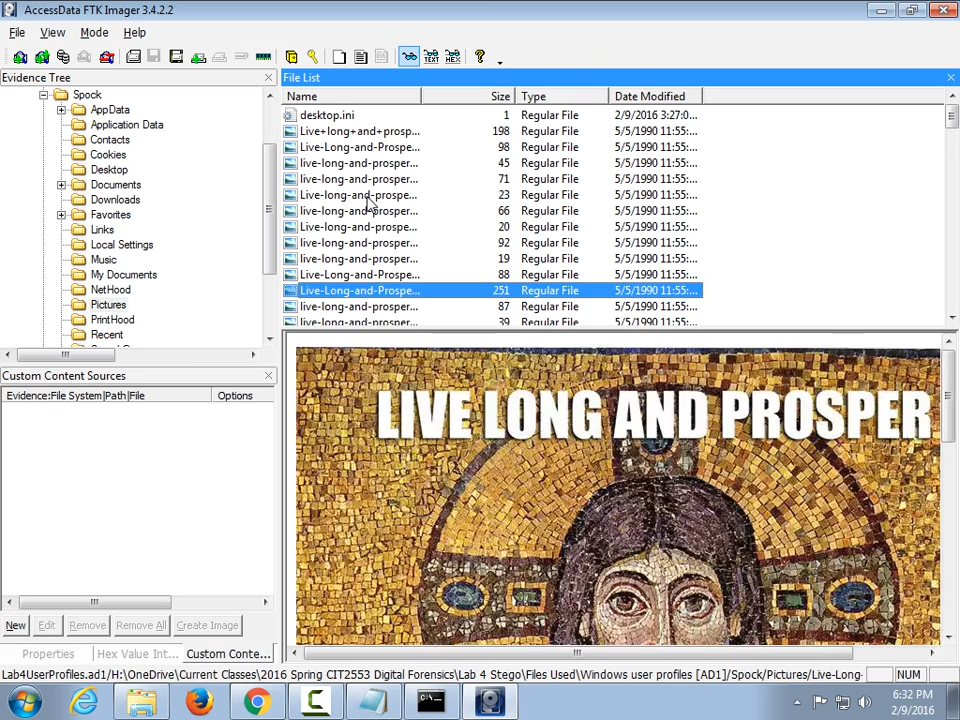 AccessData FTK Imager 3.4.2.2
File View Mode Help
Evidence Tree
File List
Spock
AppData
Application Data
Contacts
Cookies
Desktop
Documents
Downloads
Favorites
Links
Local Settings
Music
My Documents
NetHood
Pictures
PrintHood
Recent
Name Size Type Date Modified
desktop.ini 1 Regular File 2/9/2016 3:27:0...
Live+long+and+prosp... 198 Regular File 5/5/1990 11:55:...
Live-Long-and-Prospe... 98 Regular File 5/5/1990 11:55:...
live-long-and-prosper... 45 Regular File 5/5/1990 11:55:...
live-long-and-prosper... 71 Regular File 5/5/1990 11:55:...
Live-long-and-prospe... 23 Regular File 5/5/1990 11:55:...
live-long-and-prosper... 66 Regular File 5/5/1990 11:55:...
Live-long-and-prospe... 20 Regular File 5/5/1990 11:55:...
live-long-and-prosper... 92 Regular File 5/5/1990 11:55:...
live-long-and-prosper... 19 Regular File 5/5/1990 11:55:...
Live-Long-and-Prospe... 88 Regular File 5/5/1990 11:55:...
Live-Long-and-Prospe... 251 Regular File 5/5/1990 11:55:...
live-long-and-prosper... 87 Regular File 5/5/1990 11:55:...
live-long-and-prosper... 39 Regular File 5/5/1990 11:55:...
Custom Content Sources
Evidence:File System|Path|File Options
New Edit Remove Remove All Create Image
Properties Hex Value Int... Custom Conte...
LIVE LONG AND PROSPER
Lab4UserProfiles.ad1/H:\OneDrive\Current Classes\2016 Spring CIT2553 Digital Forensics\Lab 4 Stego\Files Used\Windows user profiles [AD1]/Spock/Pictures/Live-Long-
NUM
6:32 PM
2/9/2016